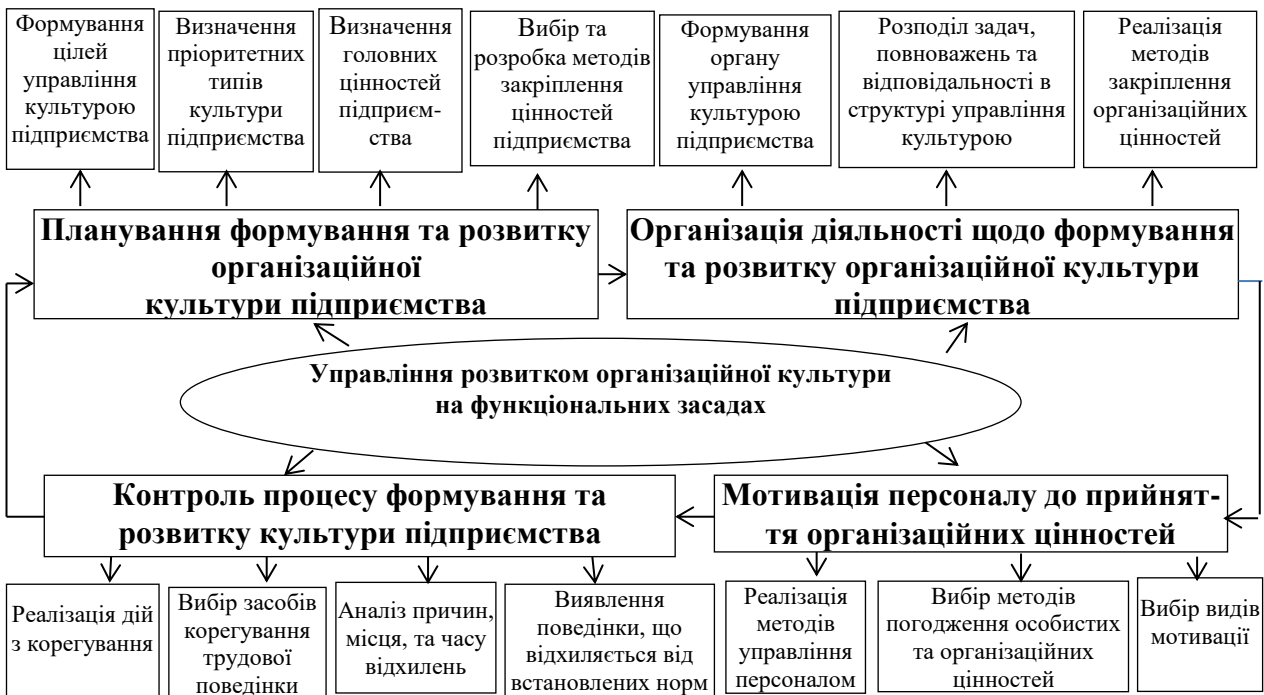 Формування
цілей
управління
культурою
підприємства
Визначення
пріоритетних
типів
культури
підприємства
Визначення
головних
цінностей
підприєм-
ства
Вибір та
розробка методів
закріплення
цінностей
підприємства
Формування
органу
управління
культурою
підприємства
Розподіл задач,
повноважень та
відповідальності в
структурі управління
культурою
Реалізація
методів
закріплення
організаційних
цінностей
Планування формування та розвитку
організаційної
культури підприємства
Організація діяльності щодо формування
та розвитку організаційної культури
підприємства
Управління розвитком організаційної культури
на функціональних засадах
Контроль процесу формування та
розвитку культури підприємства
Мотивація персоналу до прийнят-
тя організаційних цінностей
Реалізація дій
з корегування
Вибір засобів
корегування
трудової
поведінки
Аналіз причин,
місця, та часу
відхилень
Виявлення
поведінки, що
відхиляється від
встановлених норм
Реалізація
методів
управління
персоналом
Вибір методів
погодження особистих
та організаційних
цінностей
Вибір видів
мотивації